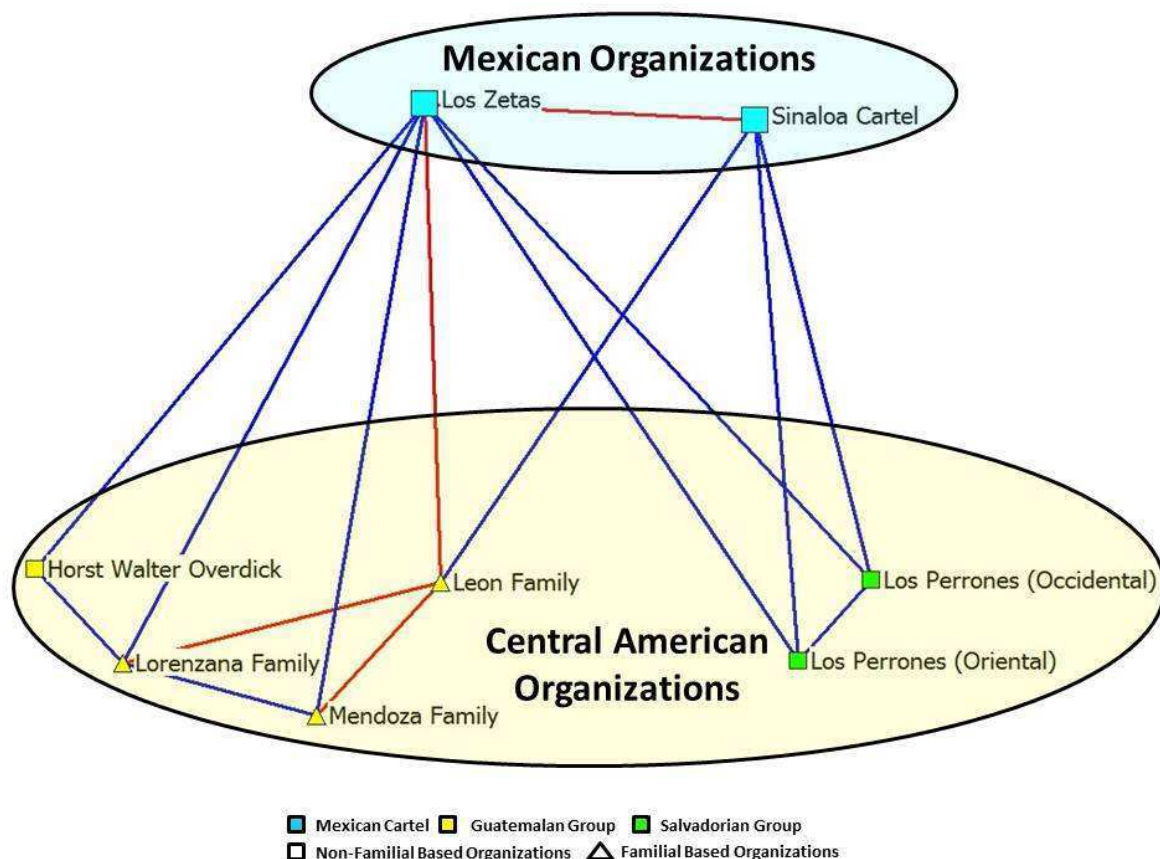 Mexican Organizations
Los Zetas
Sinaloa Cartel
Horst Walter Overdick
Leon Family
Los Perrones (Occidental)
Central American
Organizations
Lorenzana Family
Los Perrones (Oriental)
Mendoza Family
Mexican Cartel Guatemalan Group Salvadorian Group
Non-Familial Based Organizations Familial Based Organizations